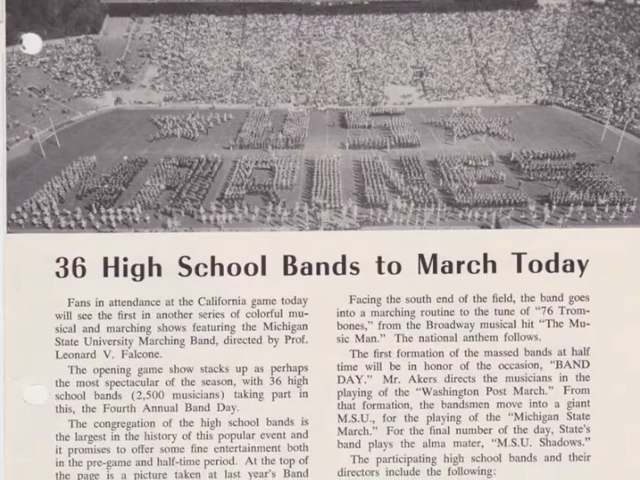 ★ U S ★
MARINES
36 High School Bands to March Today
Fans in attendance at the California game today
will see the first in another series of colorful mu-
sical and marching shows featuring the Michigan
State University Marching Band, directed by Prof.
Leonard V. Falcone.
The opening game show stacks up as perhaps
the most spectacular of the season, with 36 high
school bands (2,500 musicians) taking part in
this, the Fourth Annual Band Day.
The congregation of the high school bands is
the largest in the history of this popular event and
it promises to offer some fine entertainment both
in the pre-game and half-time period. At the top of
the page is a picture taken at last year's Band
Facing the south end of the field, the band goes
into a marching routine to the tune of "76 Trom-
bones," from the Broadway musical hit "The Mu-
sic Man." The national anthem follows.
The first formation of the massed bands at half
time will be in honor of the occasion, "BAND
DAY." Mr. Akers directs the musicians in the
playing of the "Washington Post March." From
that formation, the bandsmen move into a giant
M.S.U., for the playing of the "Michigan State
March." For the final number of the day, State's
band plays the alma mater, "M.S.U. Shadows."
The participating high school bands and their
directors include the following: